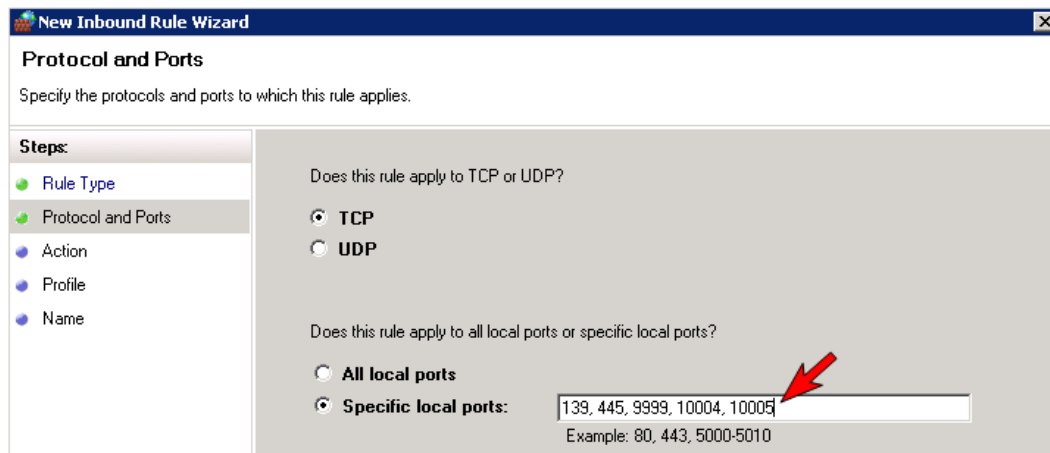 New Inbound Rule Wizard
Protocol and Ports
Specify the protocols and ports to which this rule applies.
Steps:
Rule Type
Protocol and Ports
Action
Profile
Name
Does this rule apply to TCP or UDP?
TCP
UDP
Does this rule apply to all local ports or specific local ports?
All local ports
Specific local ports:
139, 445, 9999, 10004, 10005
Example: 80, 443, 5000-5010